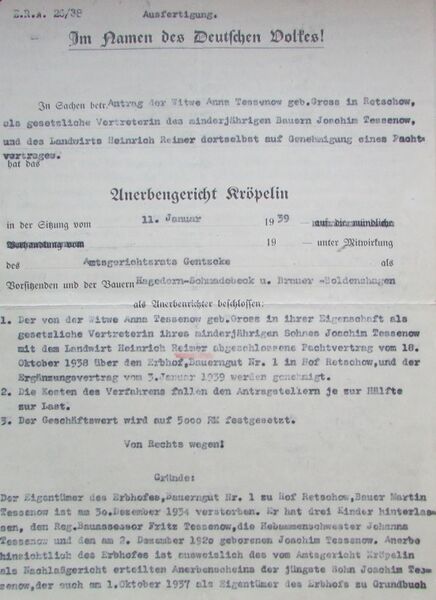 E.R.A. 20/38 Ausfertigung.
Im Namen des Deutschen Volkes!
In Sachen betr. Antrag der Witwe Anna Tessenow geb.Gross in Retschow,
als gesetzliche Vertreterin des minderjährigen Bauern Joachim Tessenow,
und des Landwirts Heinrich Reimer dortselbst auf Genehmigung eines Pacht-
vertrages.
hat das
Anerbengericht Kröpelin
in der Sitzung vom 11. Januar 1939 auf die mündliche
Verhandlung vom 19 unter Mitwirkung
des Amtsgerichtsrats Gentzcke als
Vorsitzenden und der Bauern Hagedorn-Schmadebeck u. Brauer-Boldenshagen
als Anerbenrichter beschlossen:
1. Der von der Witwe Anna Tessenow geb.Gross in ihrer Eigenschaft als
gesetzliche Vertreterin ihres minderjährigen Sohnes Joachim Tessenow
mit dem Landwirt Heinrich Reimer abgeschlossene Pachtvertrag vom 18.
Oktober 1938 über den Erbhof,Bauerngut Nr. 1 in Hof Retschow,und der
Ergänzungsvertrag vom 3.Januar 1939 werden genehmigt.
2. Die Kosten des Verfahrens fallen den Antragstellern je zur Hälfte
zur Last.
3. Der Geschäftswert wird auf 5000 RM festgesetzt.
Von Rechts wegen!
Gründe:
Der Eigentümer des Erbhofes,Bauerngut Nr. 1 zu Hof Retschow,Bauer Martin
Tessenow ist am 30.Dezember 1934 verstorben. Er hat drei Kinder hinterlas-
sen, den Reg.Bauassessor Fritz Tessenow,die Hebammenschwester Johanna
Tessenow und den am 2. Dezember 1920 geborenen Joachim Tessenow. Anerbe
hinsichtlich des Erbhofes ist ausweislich des vom Amtsgericht Kröpelin
als Nachlaßgericht erteilten Anerbenscheins der jüngste Sohn Joachim Tes-
senow,der auch am 1.Oktober 1937 als Eigentümer des Erbhofs zu Grundbuch